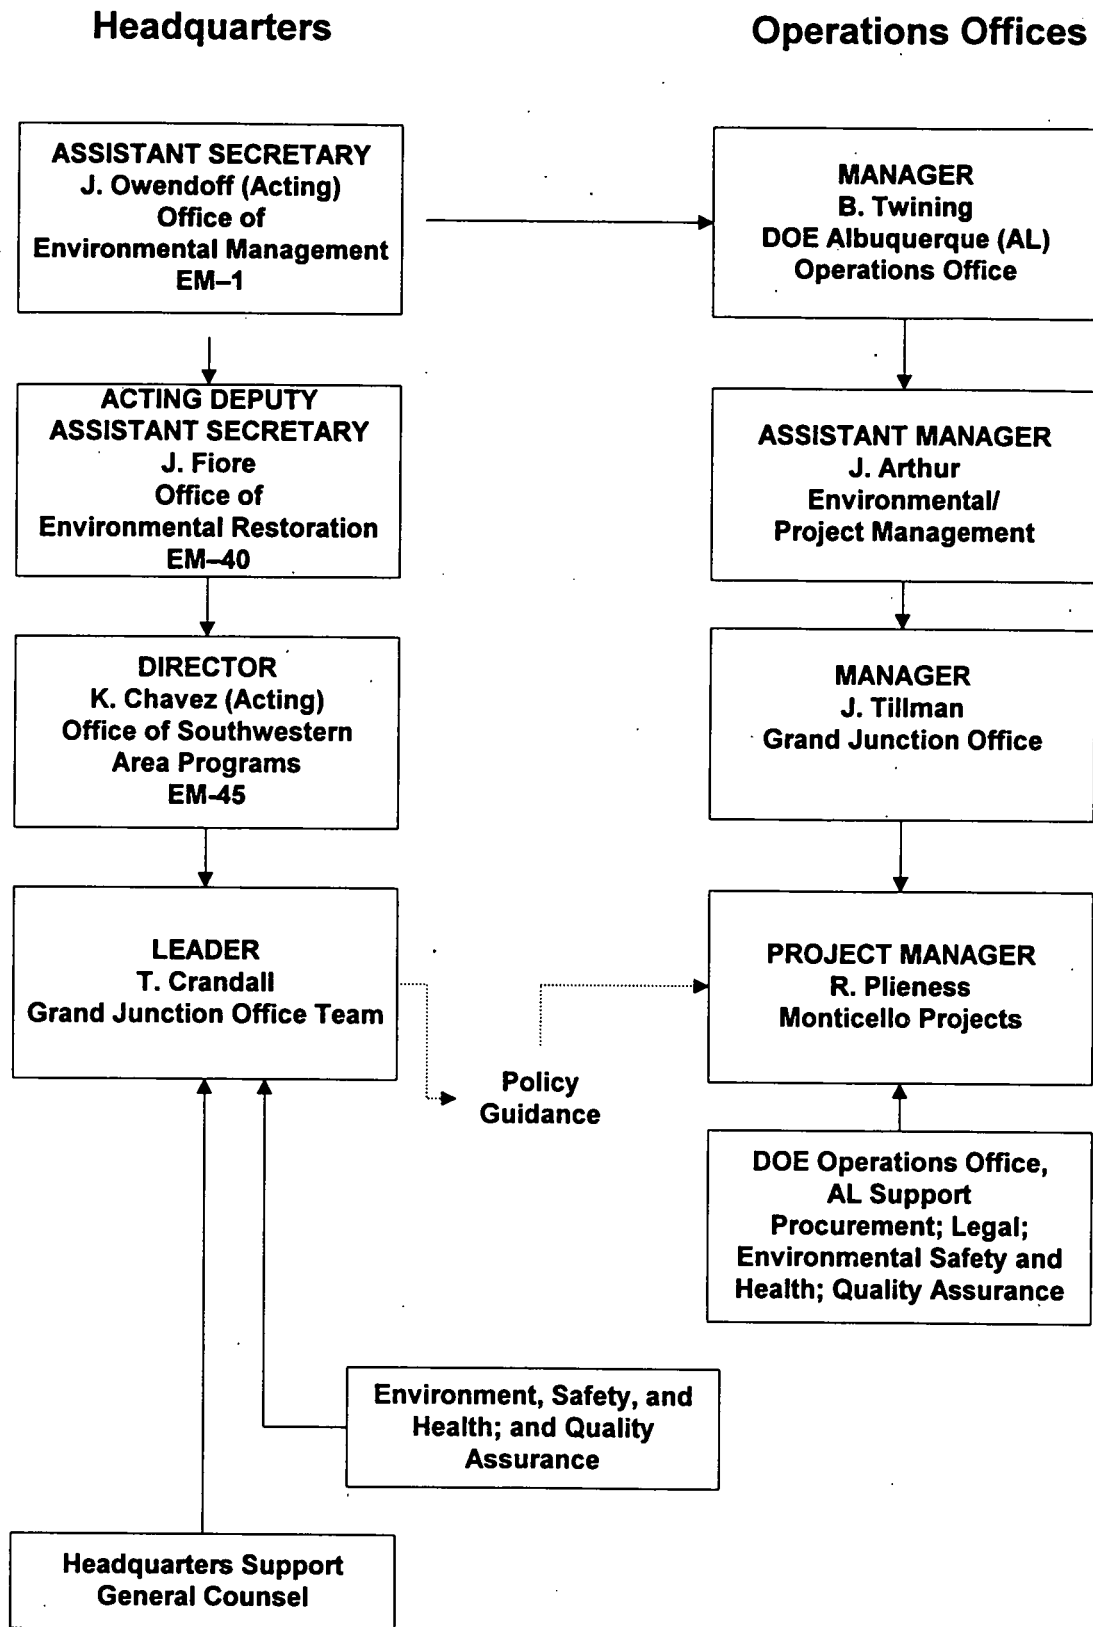 Headquarters
Operations Offices
ASSISTANT SECRETARY
J. Owendoff (Acting)
Office of
Environmental Management
EM–1
MANAGER
B. Twining
DOE Albuquerque (AL)
Operations Office
ACTING DEPUTY
ASSISTANT SECRETARY
J. Fiore
Office of
Environmental Restoration
EM–40
ASSISTANT MANAGER
J. Arthur
Environmental/
Project Management
DIRECTOR
K. Chavez (Acting)
Office of Southwestern
Area Programs
EM-45
MANAGER
J. Tillman
Grand Junction Office
LEADER
T. Crandall
Grand Junction Office Team
PROJECT MANAGER
R. Plieness
Monticello Projects
Policy
Guidance
DOE Operations Office,
AL Support
Procurement; Legal;
Environmental Safety and
Health; Quality Assurance
Environment, Safety, and
Health; and Quality
Assurance
Headquarters Support
General Counsel